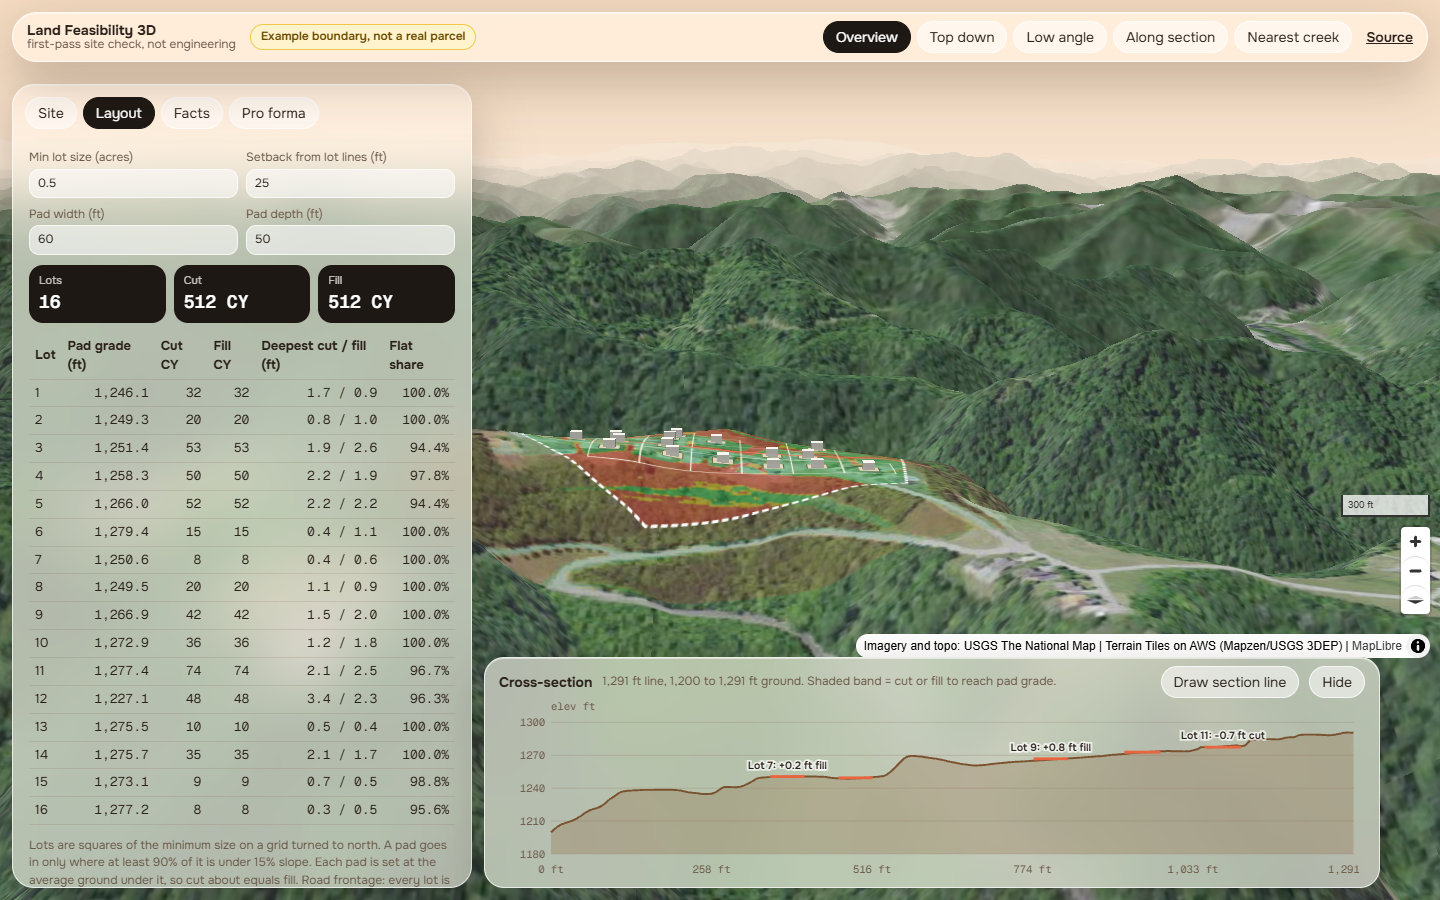 Land Feasibility 3D
first-pass site check, not engineering
Example boundary, not a real parcel
Overview
Top down
Low angle
Along section
Nearest creek
Source
Site
Layout
Facts
Pro forma
Min lot size (acres)
Setback from lot lines (ft)
0.5
25
Pad width (ft)
Pad depth (ft)
60
50
Lots
16
Cut
512 CY
Fill
512 CY
Lot Pad grade (ft) Cut CY Fill CY Deepest cut / fill (ft) Flat share
1 1,246.1 32 32 1.7 / 0.9 100.0%
2 1,249.3 20 20 0.8 / 1.0 100.0%
3 1,251.4 53 53 1.9 / 2.6 94.4%
4 1,258.3 50 50 2.2 / 1.9 97.8%
5 1,266.0 52 52 2.2 / 2.2 94.4%
6 1,279.4 15 15 0.4 / 1.1 100.0%
7 1,250.6 8 8 0.4 / 0.6 100.0%
8 1,249.5 20 20 1.1 / 0.9 100.0%
9 1,266.9 42 42 1.5 / 2.0 100.0%
10 1,272.9 36 36 1.2 / 1.8 100.0%
11 1,277.4 74 74 2.1 / 2.5 96.7%
12 1,227.1 48 48 3.4 / 2.3 96.3%
13 1,275.5 10 10 0.5 / 0.4 100.0%
14 1,275.7 35 35 2.1 / 1.7 100.0%
15 1,273.1 9 9 0.7 / 0.5 98.8%
16 1,277.2 8 8 0.3 / 0.5 95.6%
Lots are squares of the minimum size on a grid turned to north. A pad goes
in only where at least 90% of it is under 15% slope. Each pad is set at the
average ground under it, so cut about equals fill. Road frontage: every lot is
300 ft
Imagery and topo: USGS The National Map | Terrain Tiles on AWS (Mapzen/USGS 3DEP) | MapLibre
Cross-section
1,291 ft line, 1,200 to 1,291 ft ground. Shaded band = cut or fill to reach pad grade.
Draw section line
Hide
elev ft
1300
1270
1240
1210
1180
Lot 7: +0.2 ft fill
Lot 9: +0.8 ft fill
Lot 11: -0.7 ft cut
0 ft
258 ft
516 ft
774 ft
1,033 ft
1,291